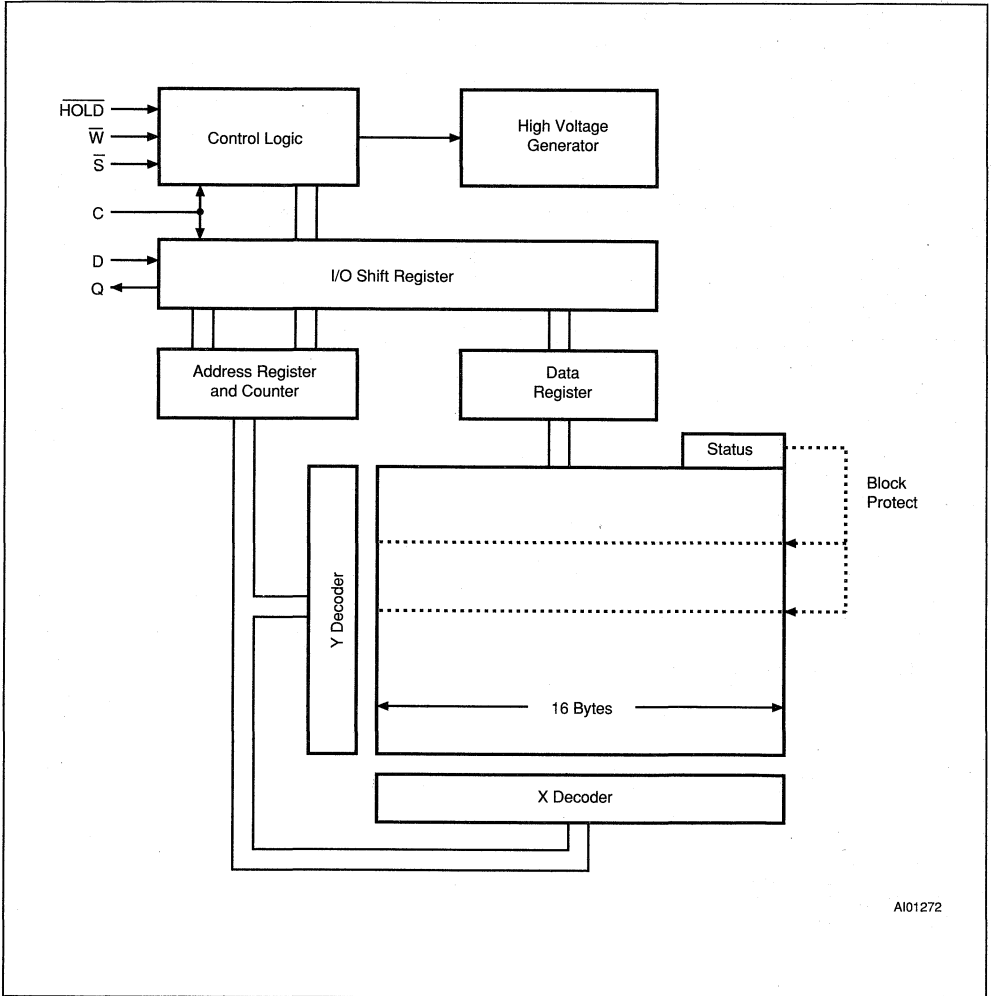 H̅O̅L̅D̅
W̅
S̅
C
D
Q
Control Logic
High Voltage
Generator
I/O Shift Register
Address Register
and Counter
Data
Register
Status
Block
Protect
Y Decoder
16 Bytes
X Decoder
AI01272